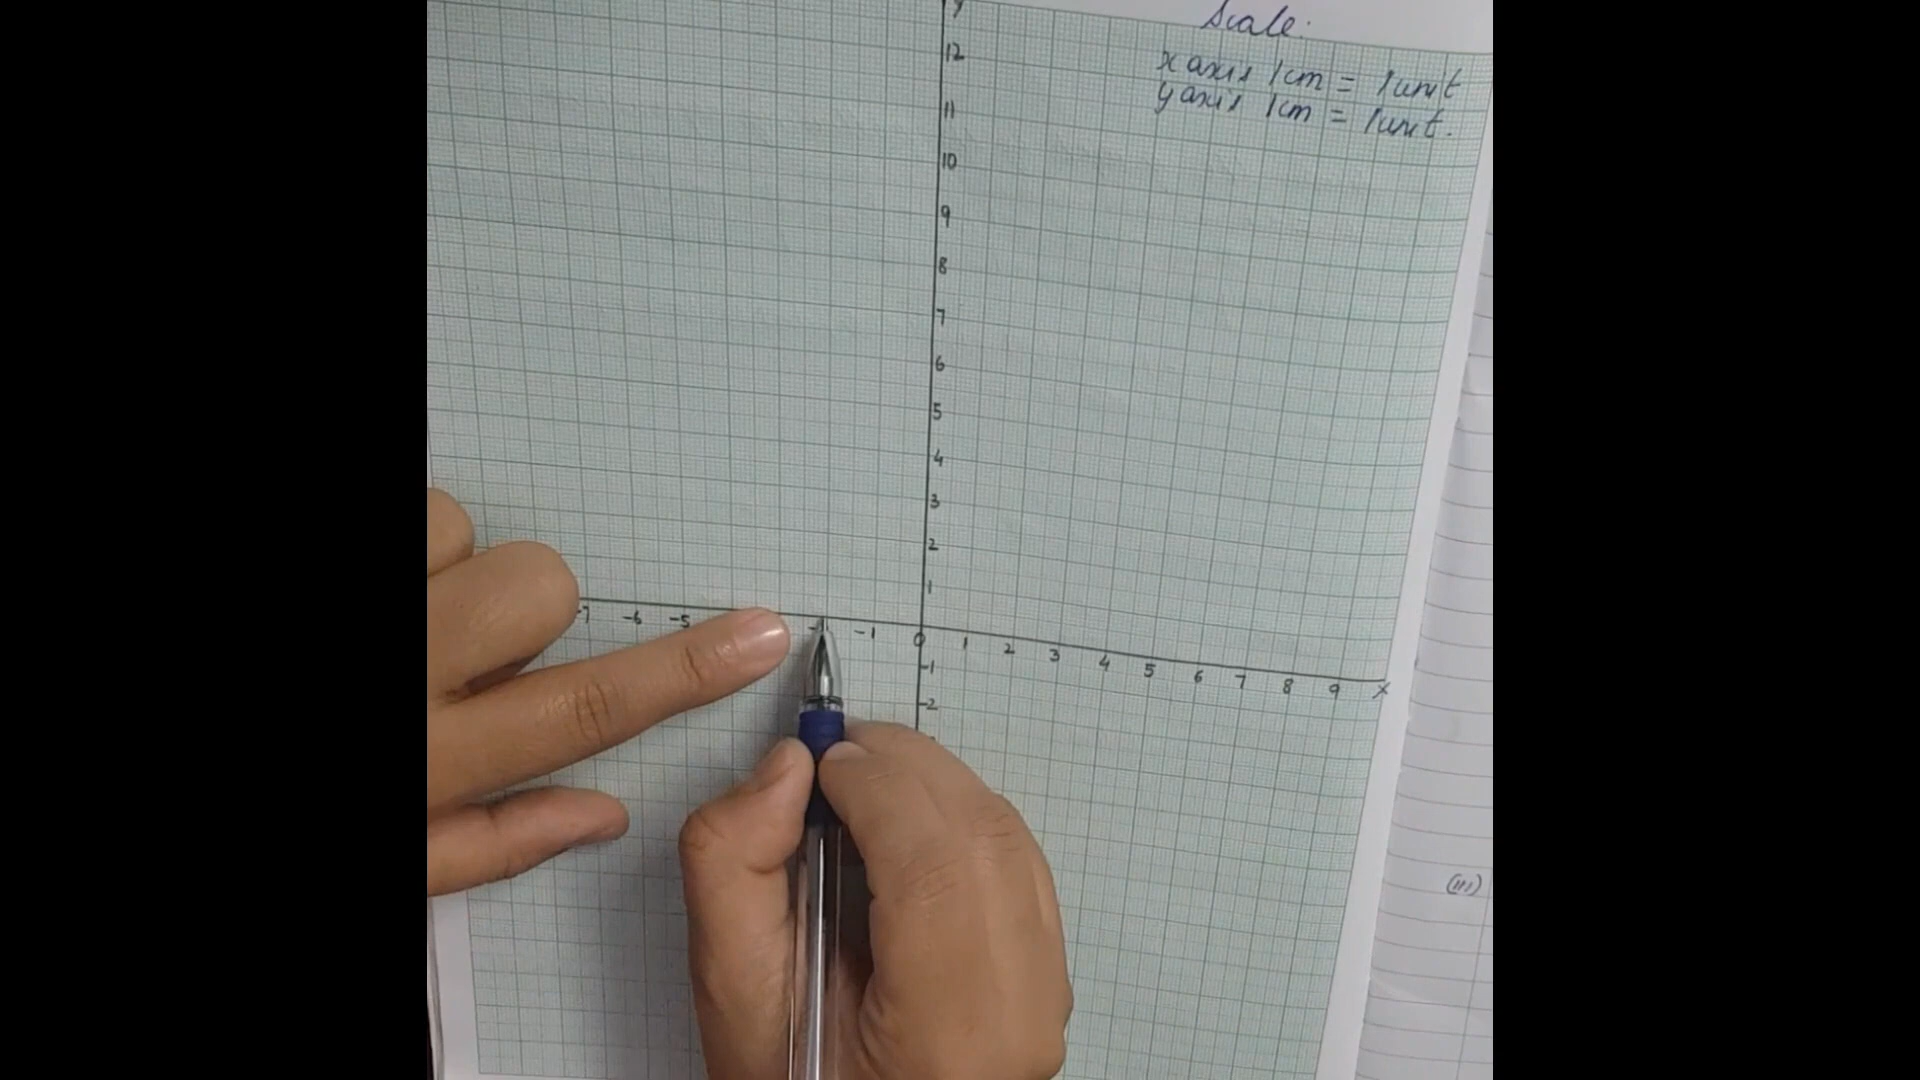 y
Scale:
12
x axis 1cm = 1unit
y axis 1cm = 1unit.
11
10
9
8
7
6
5
4
3
2
1
-7 -6 -5 -1 0 1 2 3 4 5 6 7 8 9 x
-1
-2
(iii)